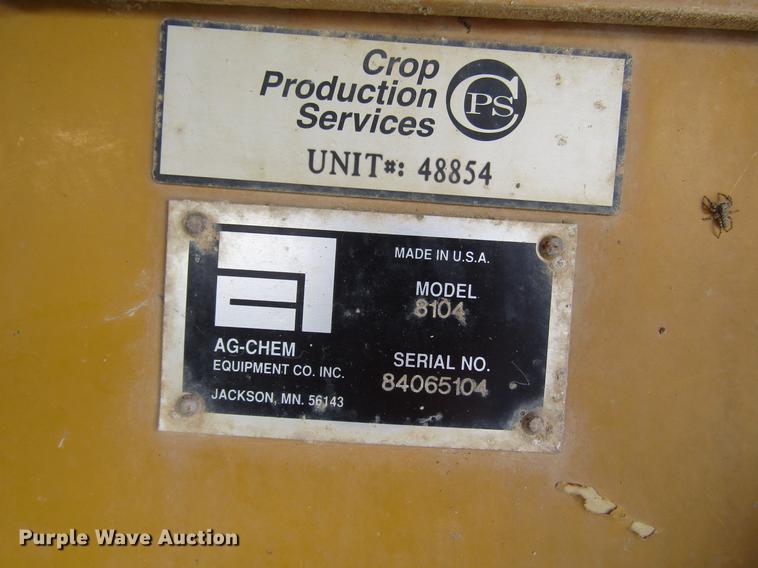 Crop
Production
Services
CPS
UNIT#: 48854
MADE IN U.S.A.
MODEL
8104
AG-CHEM
EQUIPMENT CO. INC.
JACKSON, MN. 56143
SERIAL NO.
84065104
Purple Wave Auction